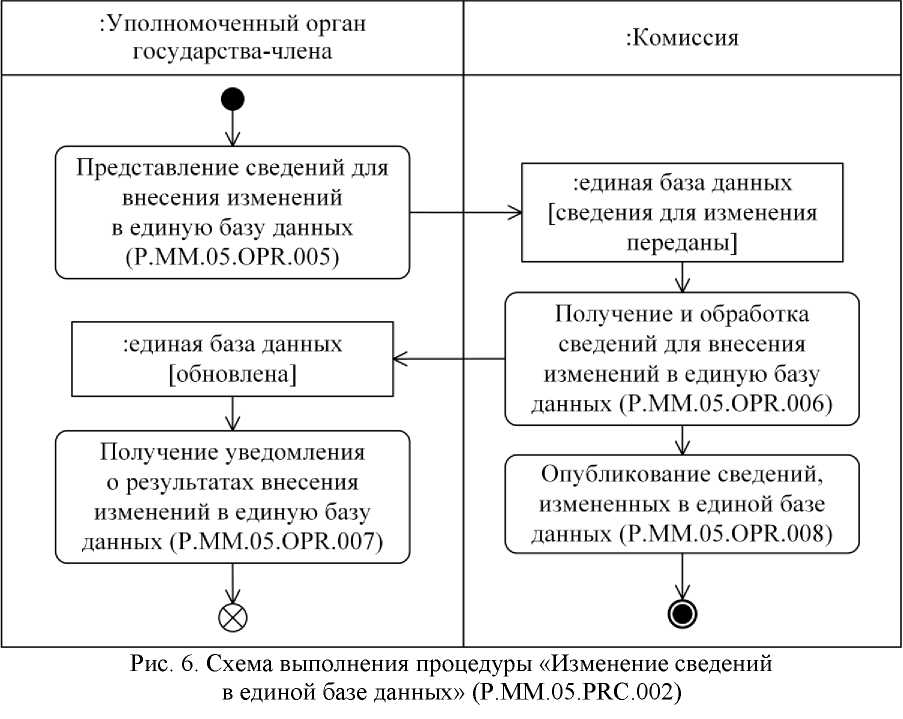 :Уполномоченный орган
государства-члена
:Комиссия
Представление сведений для
внесения изменений
в единую базу данных
(P.MM.05.OPR.005)
:единая база данных
[сведения для изменения
переданы]
Получение и обработка
сведений для внесения
изменений в единую базу
данных (P.MM.05.OPR.006)
:единая база данных
[обновлена]
Получение уведомления
о результатах внесения
изменений в единую базу
данных (P.MM.05.OPR.007)
Опубликование сведений,
измененных в единой базе
данных (P.MM.05.OPR.008)
Рис. 6. Схема выполнения процедуры «Изменение сведений
в единой базе данных» (P.MM.05.PRC.002)